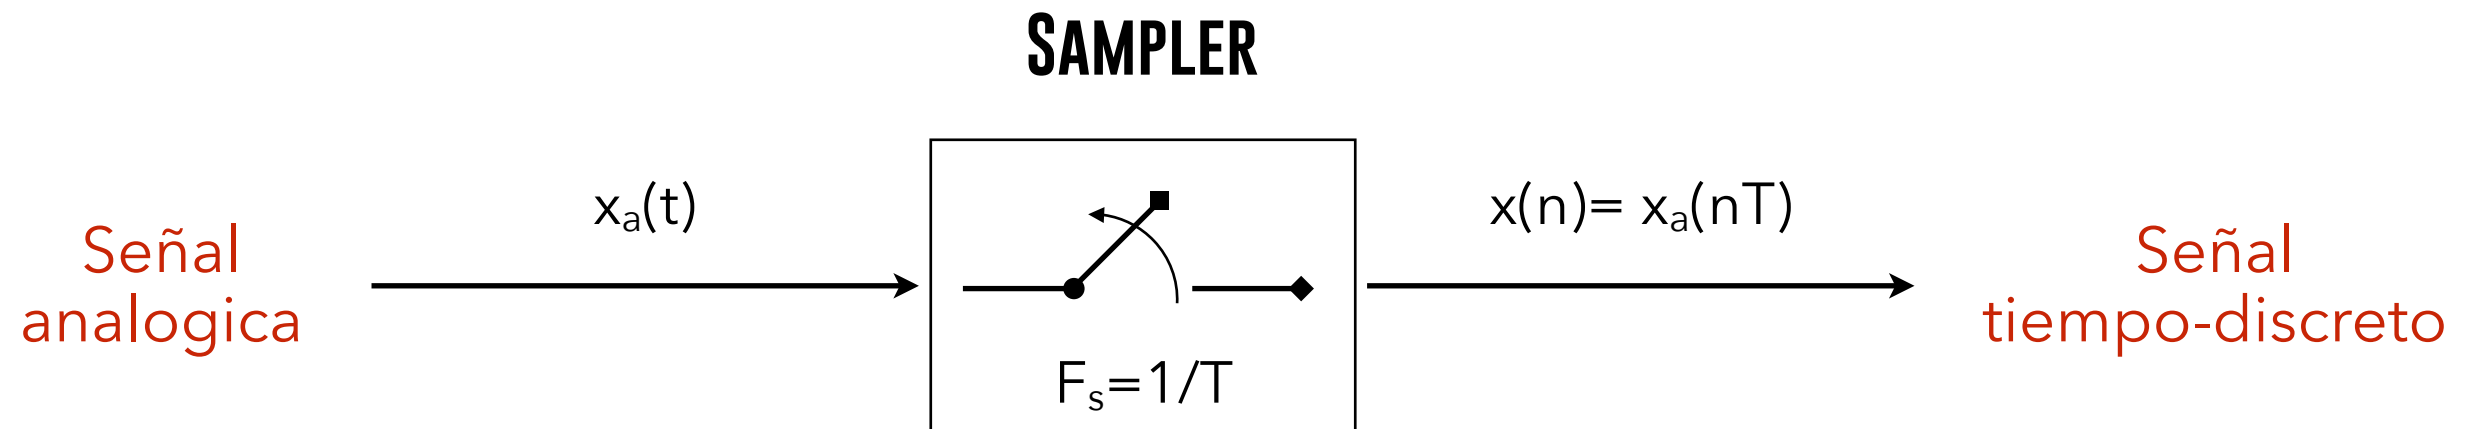 SAMPLER
xₐ(t)
x(n)= xₐ(nT)
Señal
analogica
Señal
tiempo-discreto
Fₛ=1/T